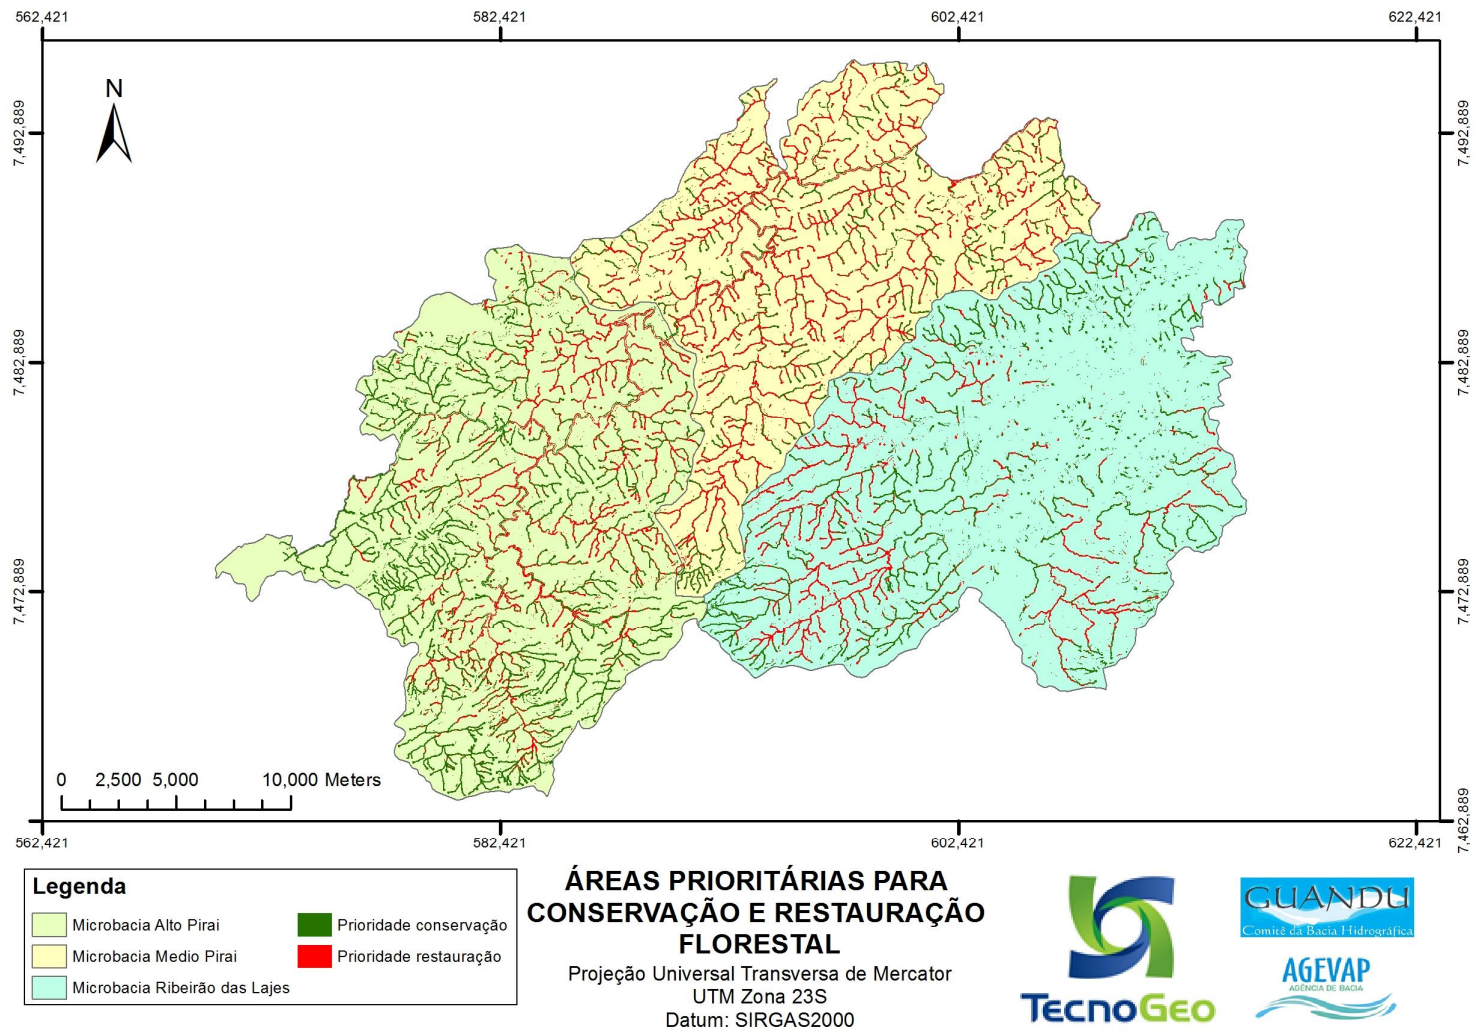 562,421
582,421
602,421
622,421
N
7,492,889
7,492,889
7,482,889
7,482,889
7,472,889
7,472,889
7,462,889
0 2,500 5,000 10,000 Meters
562,421
582,421
602,421
622,421
Legenda
Microbacia Alto Pirai
Microbacia Medio Pirai
Microbacia Ribeirão das Lajes
Prioridade conservação
Prioridade restauração
ÁREAS PRIORITÁRIAS PARA
CONSERVAÇÃO E RESTAURAÇÃO
FLORESTAL
Projeção Universal Transversa de Mercator
UTM Zona 23S
Datum: SIRGAS2000
TecnoGeo
GUANDU
Comitê da Bacia Hidrográfica
AGEVAP
AGÊNCIA DE BACIA